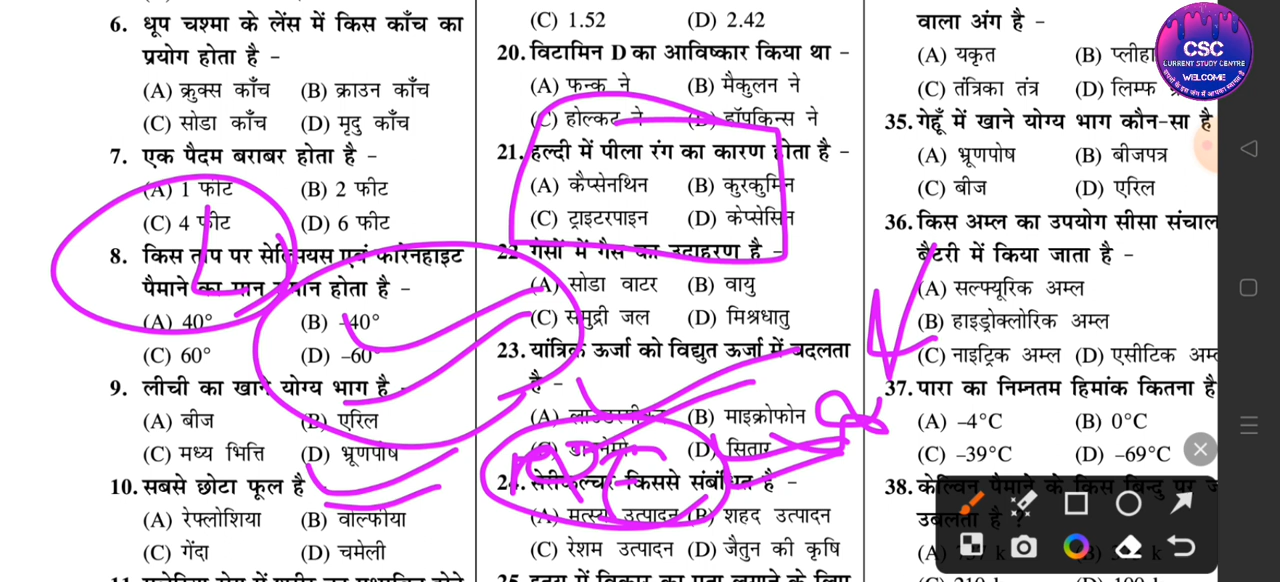 6. धूप चश्मा के लेंस में किस काँच का
प्रयोग होता है -
(A) क्रुक्स काँच (B) क्राउन काँच
(C) सोडा काँच (D) मृदु काँच
7. एक पैदम बराबर होता है -
(A) 1 फीट (B) 2 फीट
(C) 4 फीट (D) 6 फीट
8. किस ताप पर सेल्सियस एवं फारेनहाइट
पैमाने का मान समान होता है -
(A) 40° (B) -40°
(C) 60° (D) -60°
9. लीची का खाने योग्य भाग है -
(A) बीज (B) एरिल
(C) मध्य भित्ति (D) भ्रूणपोष
10. सबसे छोटा फूल है -
(A) रेफ्लोशिया (B) वोल्फीया
(C) गेंदा (D) चमेली
(C) 1.52 (D) 2.42
20. विटामिन D का आविष्कार किया था -
(A) फन्क ने (B) मैकुलन ने
(C) होल्कट ने (D) हॉपकिन्स ने
21. हल्दी में पीला रंग का कारण होता है -
(A) कैप्सेनथिन (B) कुरकुमिन
(C) ट्राइटरपाइन (D) केप्सेसिन
22. गैसों में गैस का उदाहरण है -
(A) सोडा वाटर (B) वायु
(C) समुद्री जल (D) मिश्रधातु
23. यांत्रिक ऊर्जा को विद्युत ऊर्जा में बदलता
है -
(A) लाउडस्पीकर (B) माइक्रोफोन
(C) डायनेमो (D) सितार
24. सेरीकल्चर किससे संबंधित है -
(A) मत्स्य उत्पादन (B) शहद उत्पादन
(C) रेशम उत्पादन (D) जैतुन की कृषि
वाला अंग है -
(A) यकृत (B) प्लीहा
(C) तंत्रिका तंत्र (D) लिम्फ
35. गेहूँ में खाने योग्य भाग कौन-सा है
(A) भ्रूणपोष (B) बीजपत्र
(C) बीज (D) एरिल
36. किस अम्ल का उपयोग सीसा संचाल
बैटरी में किया जाता है -
(A) सल्फ्यूरिक अम्ल
(B) हाइड्रोक्लोरिक अम्ल
(C) नाइट्रिक अम्ल (D) एसीटिक अम्ल
37. पारा का निम्नतम हिमांक कितना है
(A) -4°C (B) 0°C
(C) -39°C (D) -69°C
38. केल्विन पैमाने के किस बिन्दु पर
उबलता है ?
CSC
CURRENT STUDY CENTRE
WELCOME